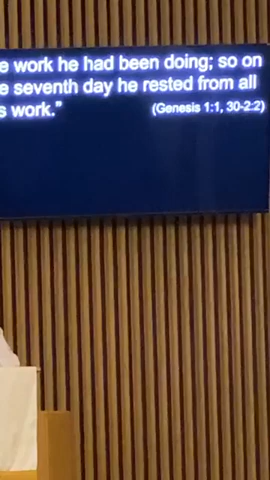 e work he had been doing; so on
e seventh day he rested from all
s work.” (Genesis 1:1, 30-2:2)